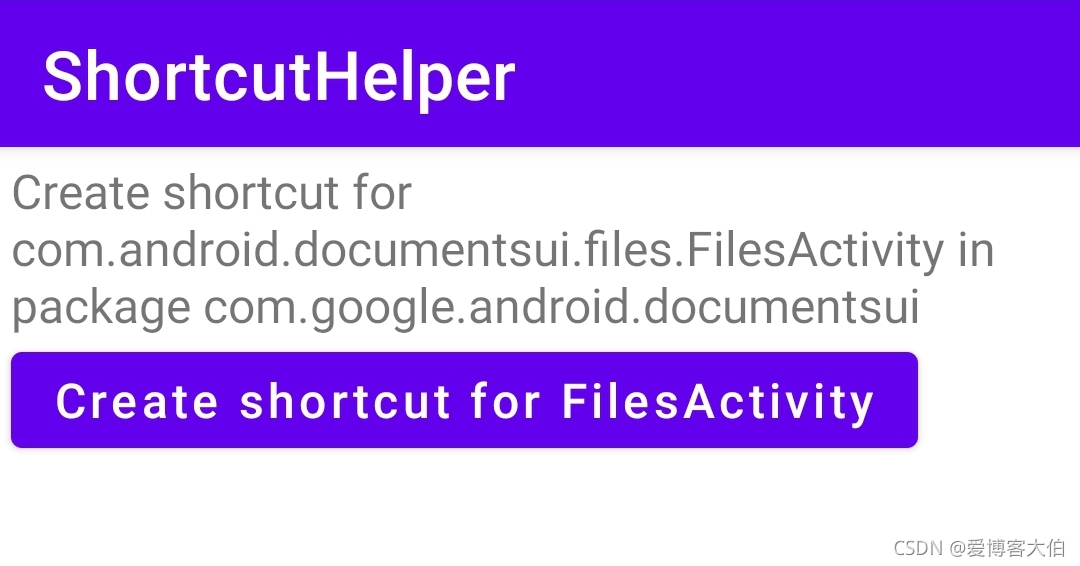 ShortcutHelper
Create shortcut for
com.android.documentsui.files.FilesActivity in
package com.google.android.documentsui
Create shortcut for FilesActivity
CSDN @爱博客大伯